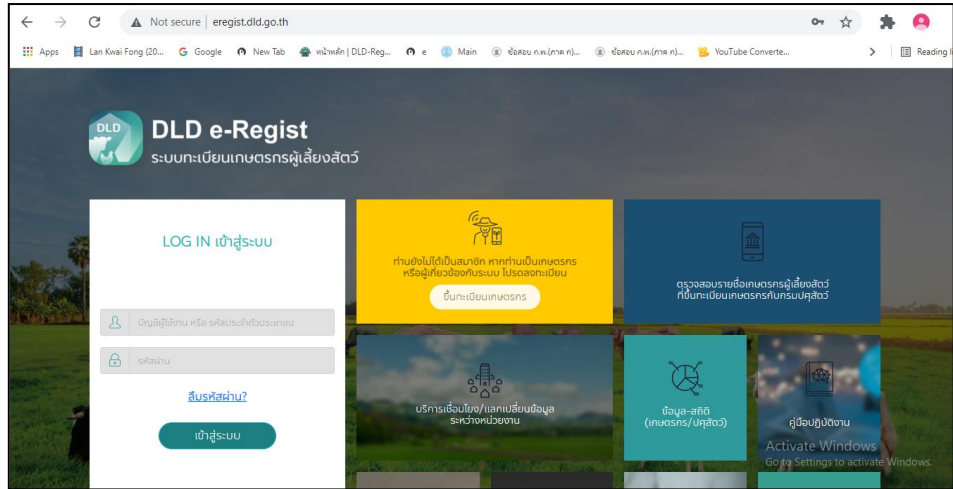 Not secure | eregist.dld.go.th
Apps Lan Kwai Fong (20... Google New Tab หน้าหลัก | DLD-Reg... e Main ข้อสอบ ก.พ.(ภาค ก)... ข้อสอบ ก.พ.(ภาค ก)... YouTube Converte... Reading li
DLD
DLD e-Regist
ระบบทะเบียนเกษตรกรผู้เลี้ยงสัตว์
LOG IN เข้าสู่ระบบ
บัญชีผู้ใช้งาน หรือ รหัสประจำตัวประชาชน
รหัสผ่าน
ลืมรหัสผ่าน?
เข้าสู่ระบบ
ท่านยังไม่ได้เป็นสมาชิก หากท่านเป็นเกษตรกร
หรือผู้เกี่ยวข้องกับระบบ โปรดลงทะเบียน
ขึ้นทะเบียนเกษตรกร
ตรวจสอบรายชื่อเกษตรกรผู้เลี้ยงสัตว์
ที่ขึ้นทะเบียนเกษตรกรกับกรมปศุสัตว์
บริการเชื่อมโยง/แลกเปลี่ยนข้อมูล
ระหว่างหน่วยงาน
ข้อมูล-สถิติ
(เกษตรกร/ปศุสัตว์)
คู่มือปฏิบัติงาน
Activate Windows
Go to Settings to activate Windows.